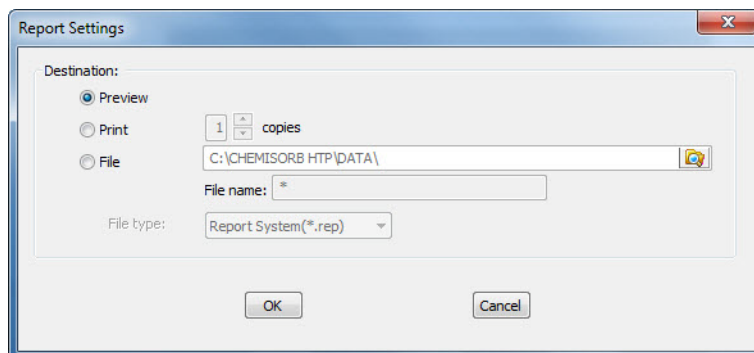 Report Settings
Destination:
Preview
Print 1 copies
File C:\CHEMISORB HTP\DATA\
File name: *
File type: Report System(*.rep)
OK Cancel